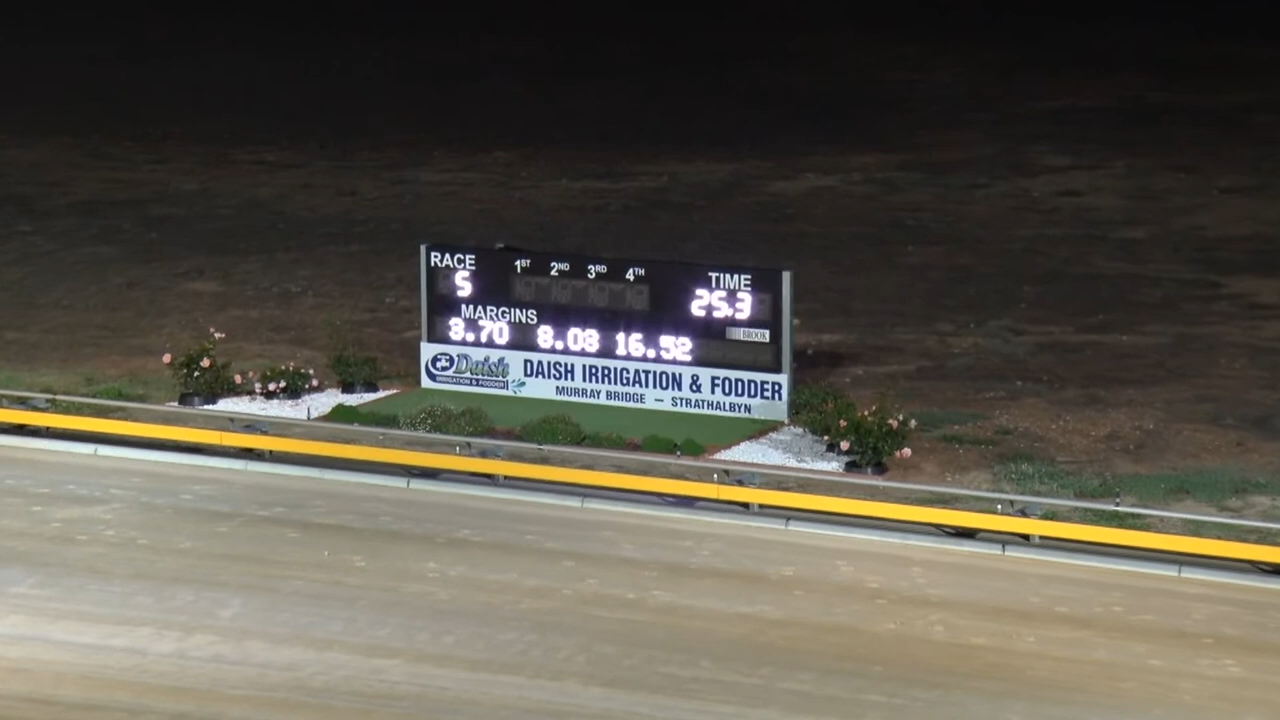 RACE 1ST 2ND 3RD 4TH TIME
5 25.3
MARGINS
3.70 8.08 16.52
BROOK
Daish
IRRIGATION & FODDER
DAISH IRRIGATION & FODDER
MURRAY BRIDGE – STRATHALBYN